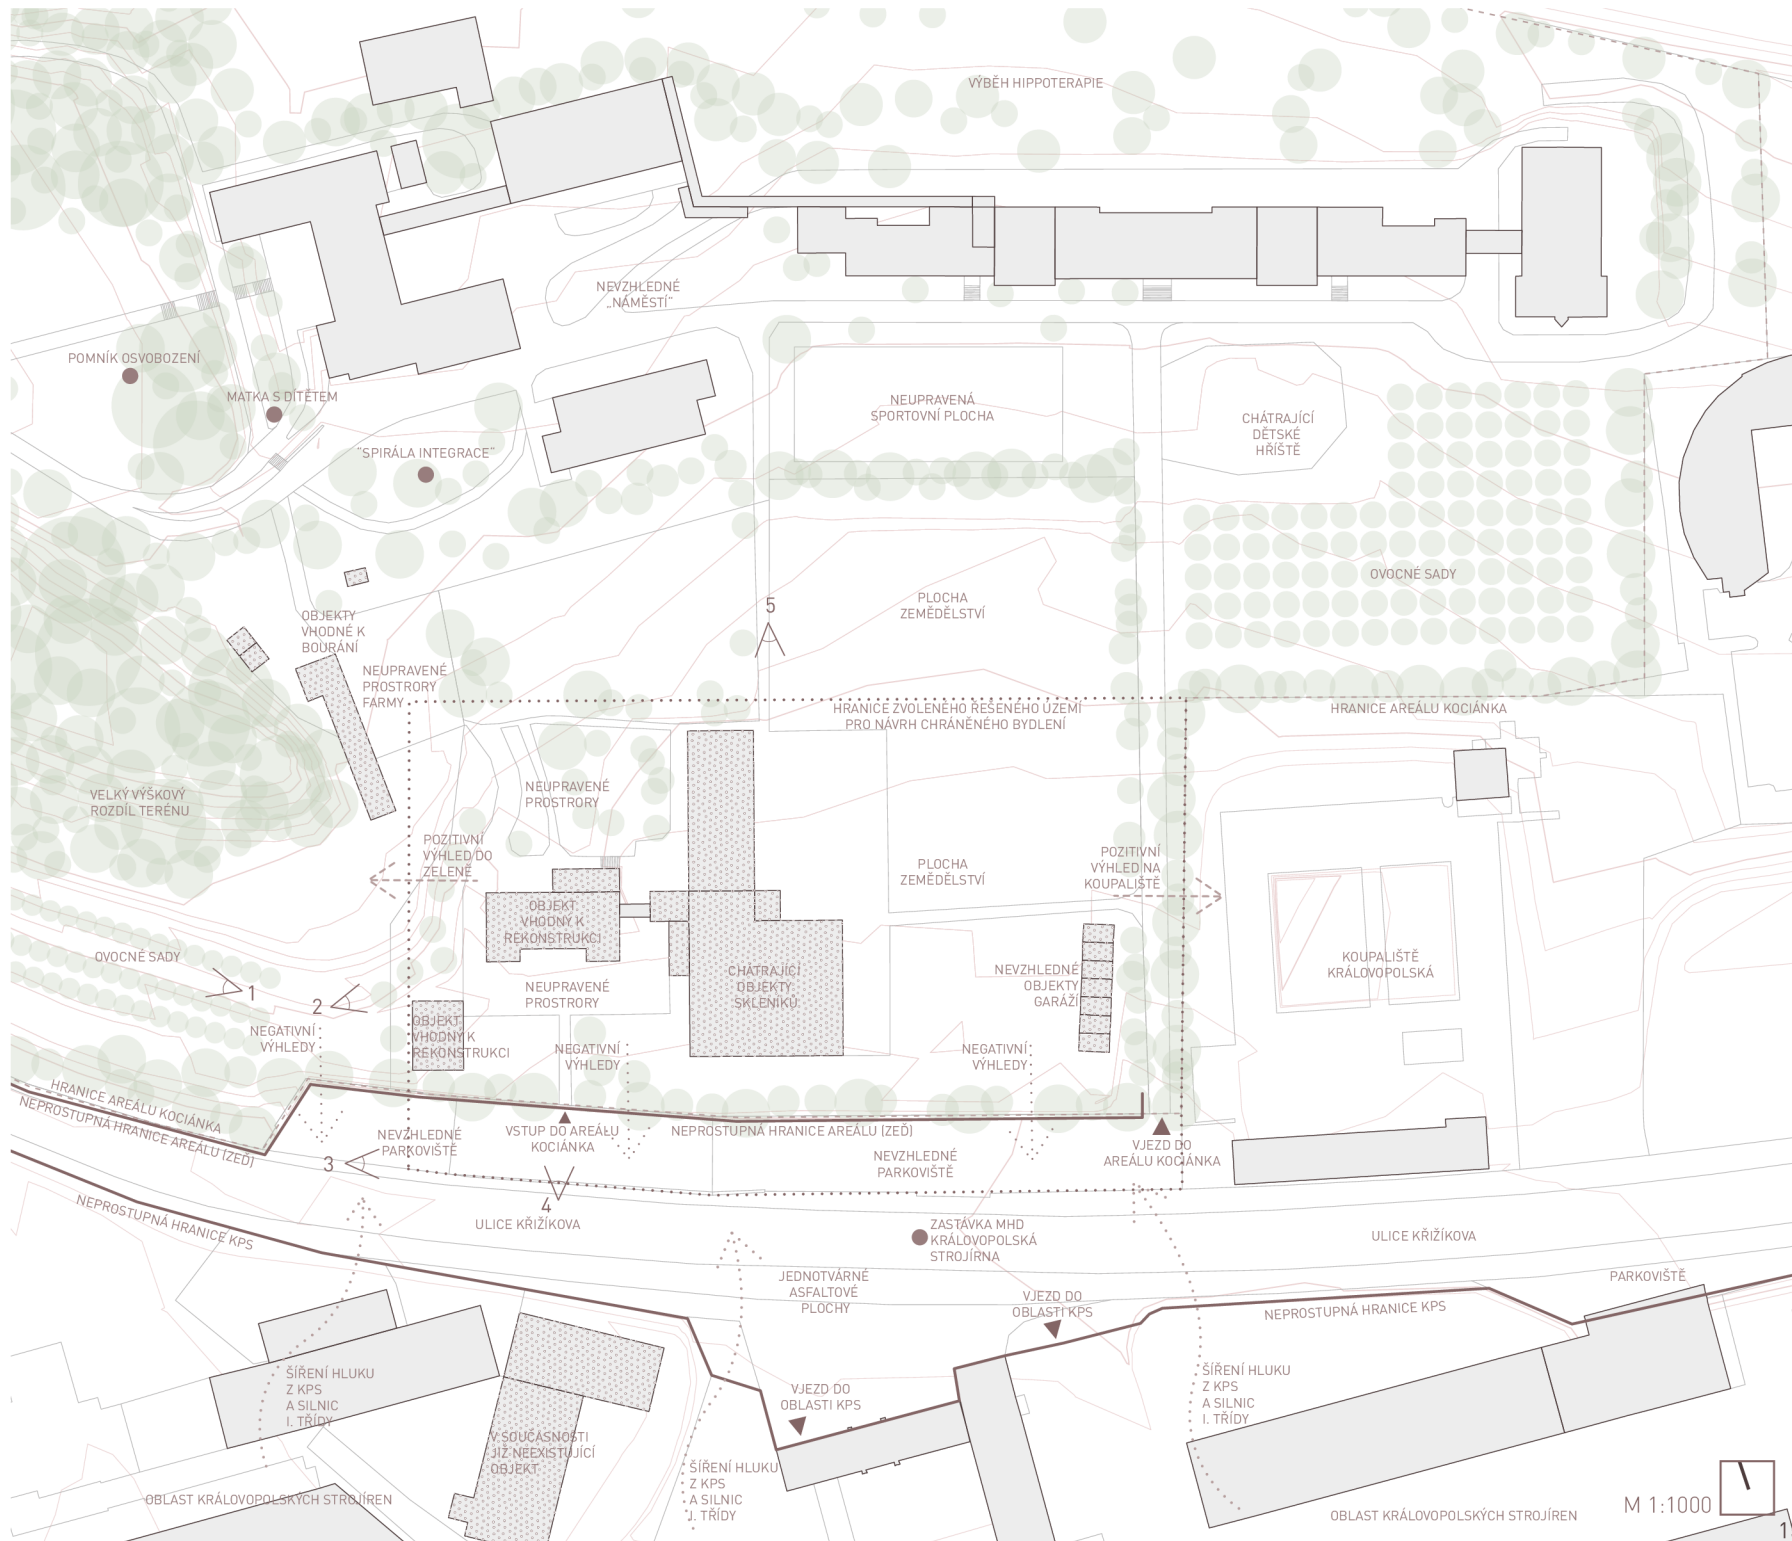 VÝBĚH HIPPOTERAPIE
NEVZHLEDNÉ
„NÁMĚSTÍ“
POMNÍK OSVOBOZENÍ
MATKA S DÍTĚTEM
"SPIRÁLA INTEGRACE"
NEUPRAVENÁ
SPORTOVNÍ PLOCHA
CHÁTRAJÍCÍ
DĚTSKÉ
HŘÍŠTĚ
OVOCNÉ SADY
PLOCHA
ZEMĚDĚLSTVÍ
5
OBJEKTY
VHODNÉ K
BOURÁNÍ
NEUPRAVENÉ
PROSTRORY
FARMY
HRANICE ZVOLENÉHO ŘEŠENÉHO ÚZEMÍ
PRO NÁVRH CHRÁNĚNÉHO BYDLENÍ
HRANICE AREÁLU KOCIÁNKA
VELKÝ VÝŠKOVÝ
ROZDÍL TERÉNU
NEUPRAVENÉ
PROSTRORY
POZITIVNÍ
VÝHLED DO
ZELENĚ
PLOCHA
ZEMĚDĚLSTVÍ
POZITIVNÍ
VÝHLED NA
KOUPALIŠTĚ
OBJEKT
VHODNÝ K
REKONSTRUKCI
OVOCNÉ SADY
1
2
NEUPRAVENÉ
PROSTRORY
CHÁTRAJÍCÍ
OBJEKTY
SKLENÍKŮ
NEVZHLEDNÉ
OBJEKTY
GARÁŽÍ
KOUPALIŠTĚ
KRÁLOVOPOLSKÁ
OBJEKT
VHODNÝ K
REKONSTRUKCI
NEGATIVNÍ
VÝHLEDY
NEGATIVNÍ
VÝHLEDY
NEGATIVNÍ
VÝHLEDY
HRANICE AREÁLU KOCIÁNKA
NEPROSTUPNÁ HRANICE AREÁLU (ZEĎ)
NEVZHLEDNÉ
PARKOVIŠTĚ
VSTUP DO AREÁLU
KOCIÁNKA
NEPROSTUPNÁ HRANICE AREÁLU (ZEĎ)
NEVZHLEDNÉ
PARKOVIŠTĚ
VJEZD DO
AREÁLU KOCIÁNKA
3
4
NEPROSTUPNÁ HRANICE KPS
ULICE KŘIŽÍKOVA
ZASTÁVKA MHD
KRÁLOVOPOLSKÁ
STROJÍRNA
ULICE KŘIŽÍKOVA
JEDNOTVÁRNÉ
ASFALTOVÉ
PLOCHY
PARKOVIŠTĚ
VJEZD DO
OBLASTI KPS
NEPROSTUPNÁ HRANICE KPS
ŠÍŘENÍ HLUKU
Z KPS
A SILNIC
I. TŘÍDY
VJEZD DO
OBLASTI KPS
ŠÍŘENÍ HLUKU
Z KPS
A SILNIC
I. TŘÍDY
V SOUČASNOSTI
JIŽ NEEXISTUJÍCÍ
OBJEKT
ŠÍŘENÍ HLUKU
Z KPS
A SILNIC
I. TŘÍDY
OBLAST KRÁLOVOPOLSKÝCH STROJÍREN
OBLAST KRÁLOVOPOLSKÝCH STROJÍREN
M 1:1000